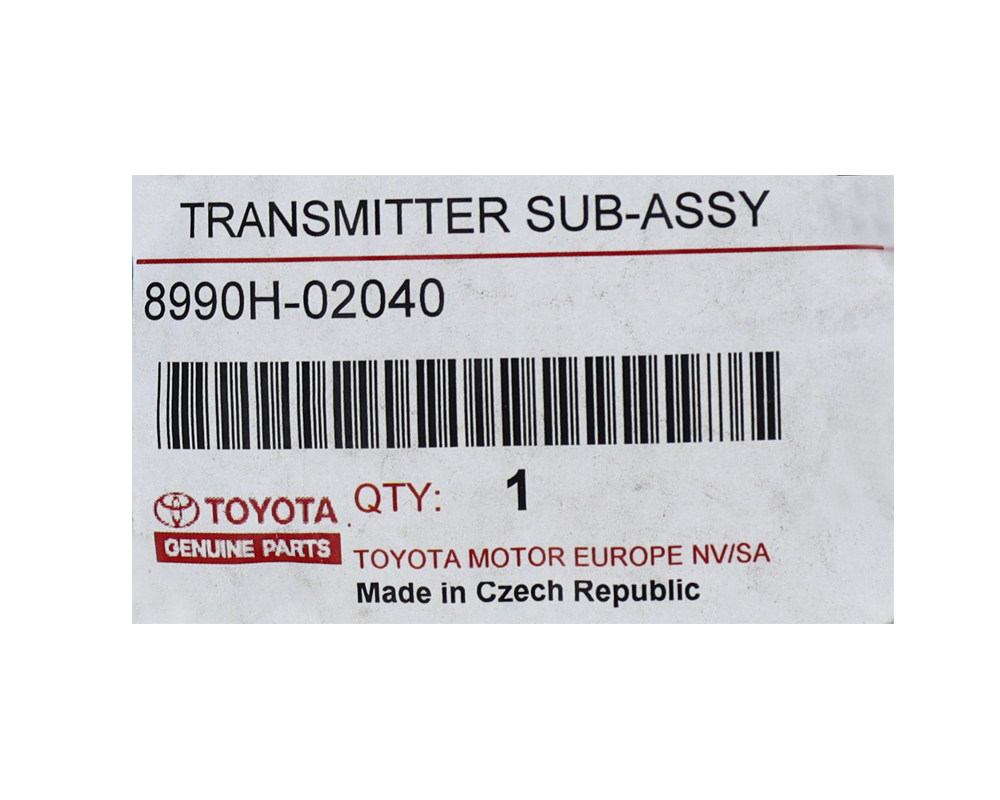 TRANSMITTER SUB-ASSY
8990H-02040
TOYOTA
GENUINE PARTS
QTY: 1
TOYOTA MOTOR EUROPE NV/SA
Made in Czech Republic